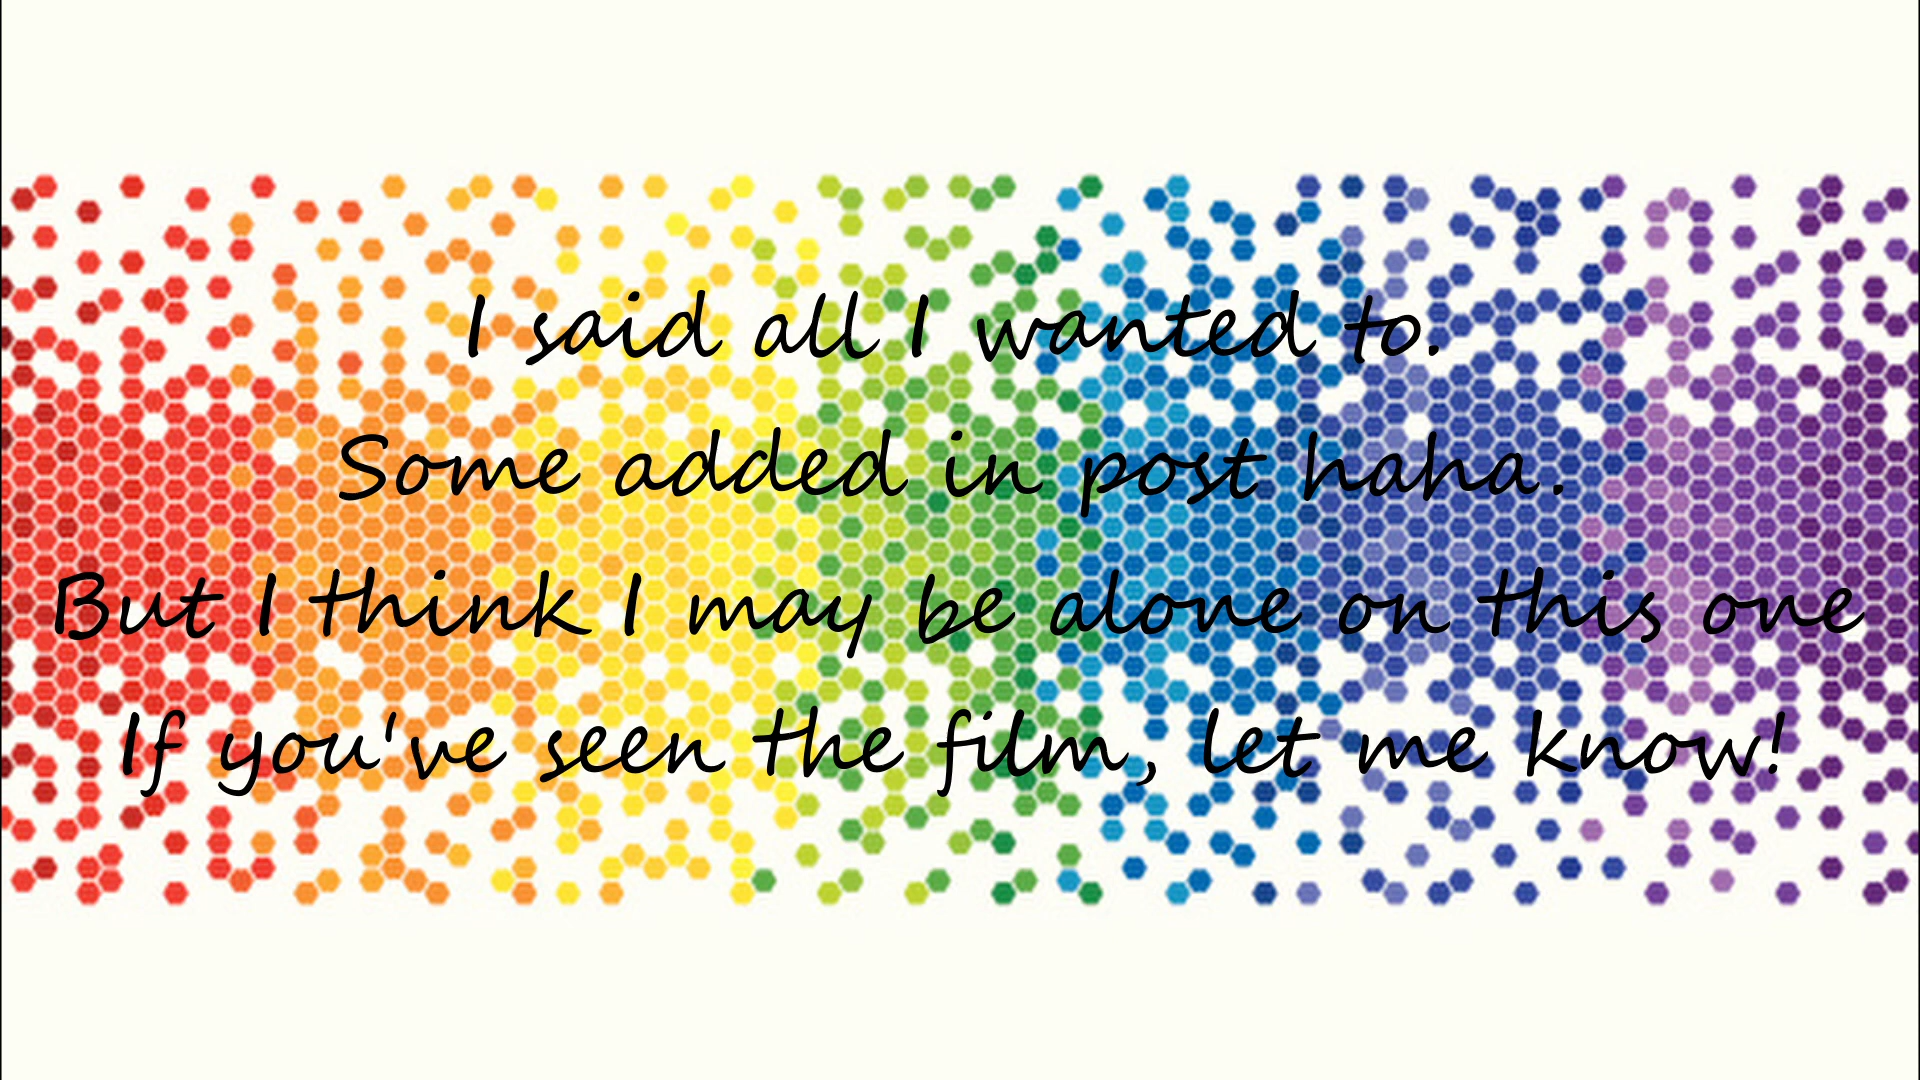 I said all I wanted to.
Some added in post haha.
But I think I may be alone on this one
If you've seen the film, let me know!